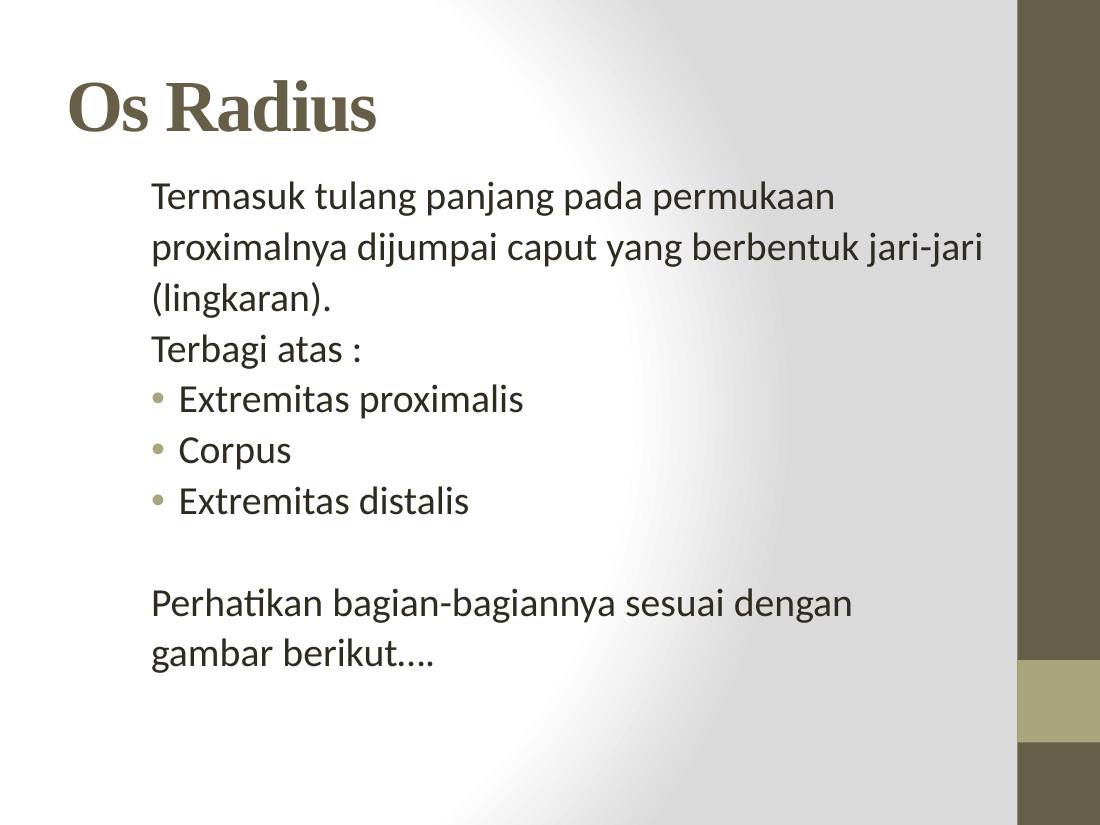 Os Radius
Termasuk tulang panjang pada permukaan
proximalnya dijumpai caput yang berbentuk jari-jari
(lingkaran).
Terbagi atas :
• Extremitas proximalis
• Corpus
• Extremitas distalis
Perhatikan bagian-bagiannya sesuai dengan
gambar berikut….